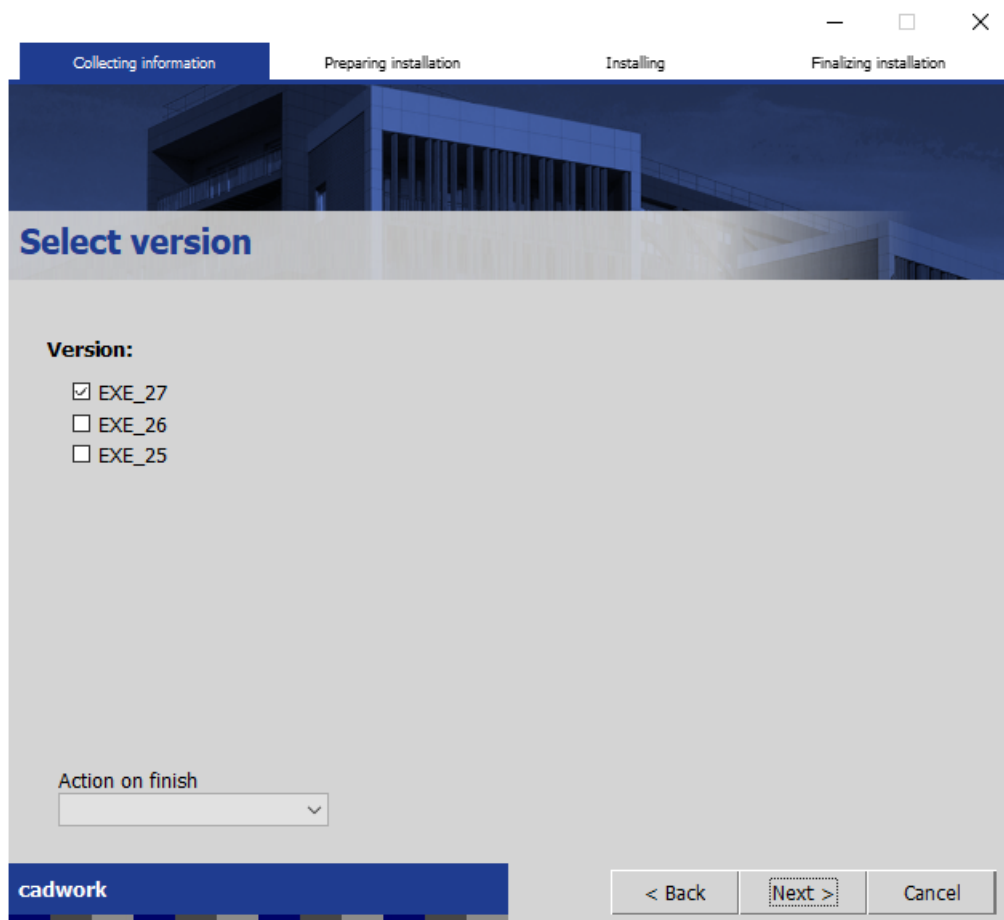 Collecting information Preparing installation Installing Finalizing installation
Select version
Version:
EXE_27
EXE_26
EXE_25
Action on finish
cadwork < Back Next > Cancel